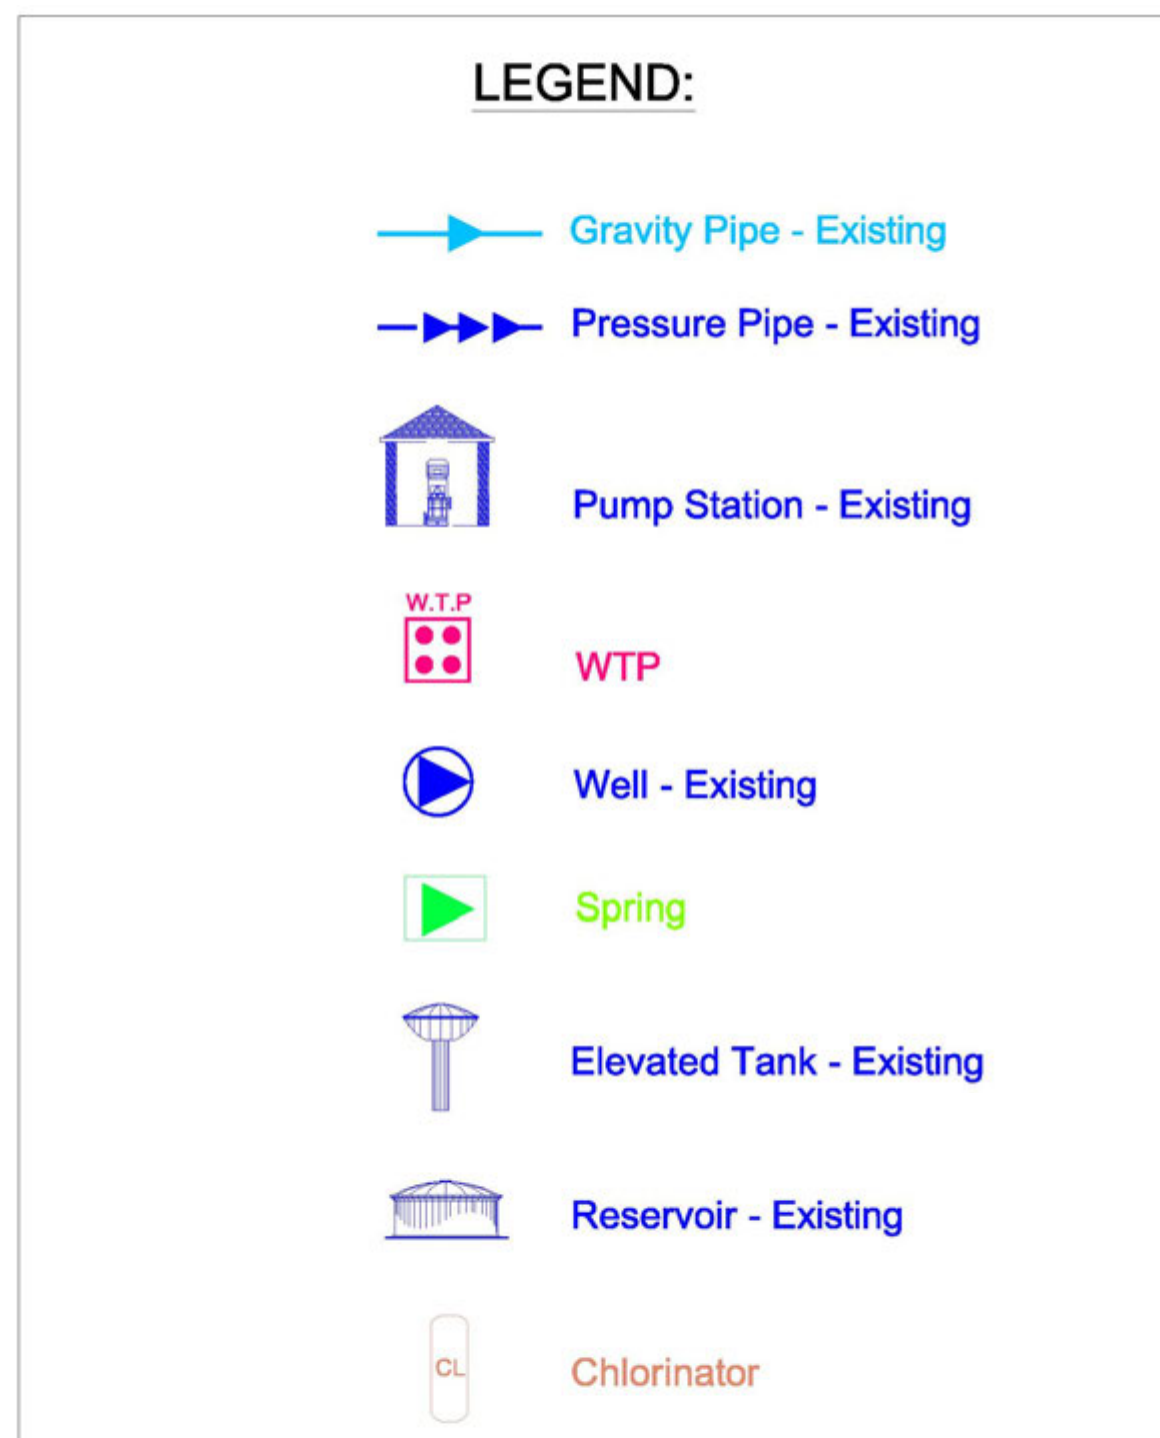 LEGEND:
Gravity Pipe - Existing
Pressure Pipe - Existing
Pump Station - Existing
W.T.P
WTP
Well - Existing
Spring
Elevated Tank - Existing
Reservoir - Existing
CL
Chlorinator